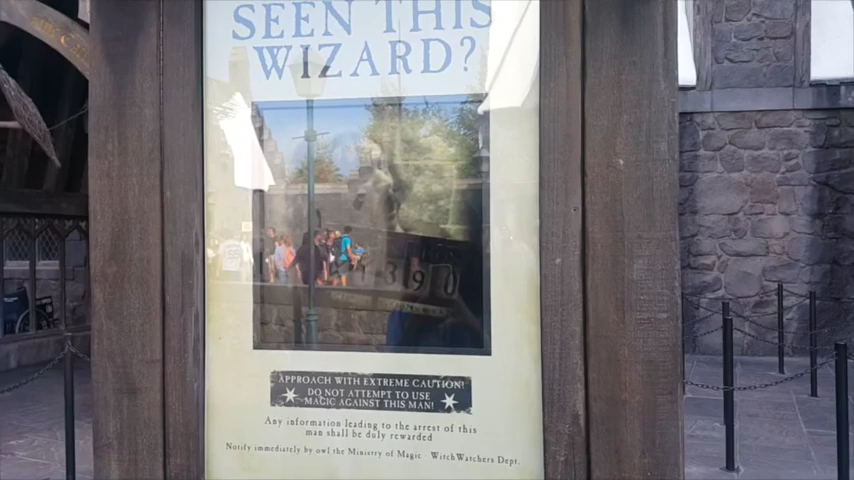 SEEN THIS
WIZARD?
390
APPROACH WITH EXTREME CAUTION!
DO NOT ATTEMPT TO USE
MAGIC AGAINST THIS MAN!
Any information leading to the arrest of this
man shall be duly rewarded
Notify immediately by owl the Ministry of Magic - WitchWatchers Dept.